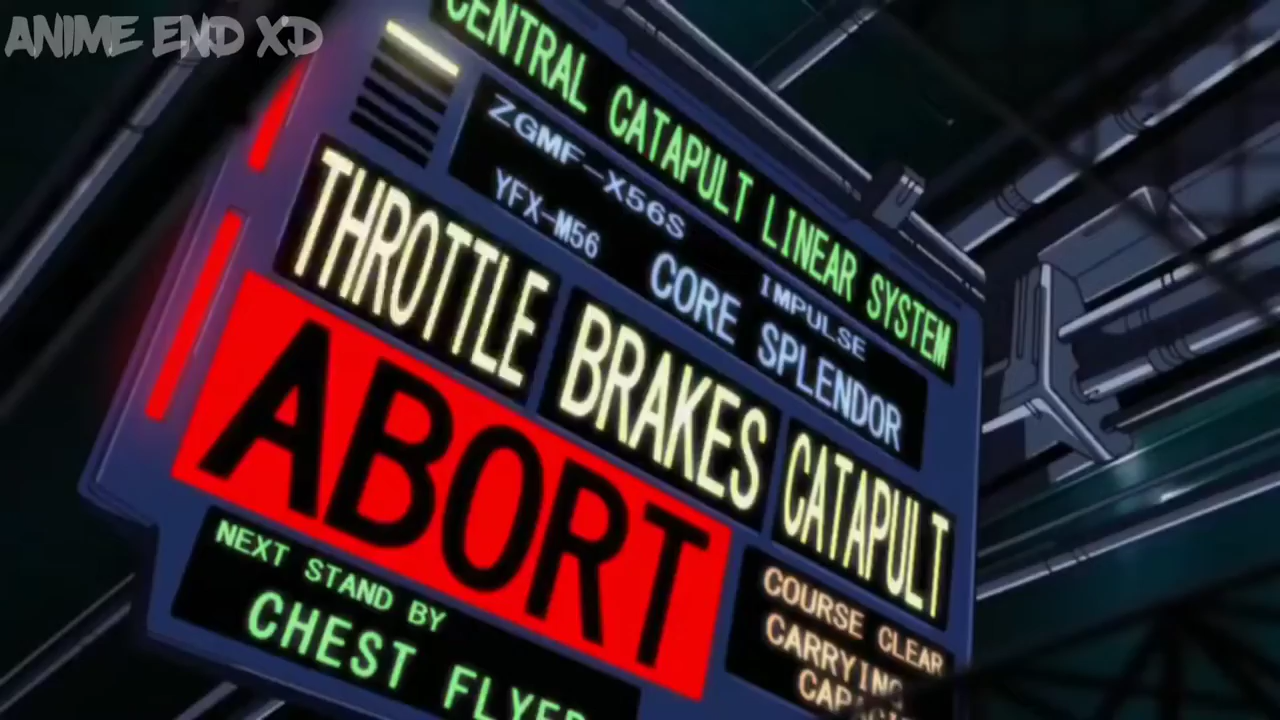 ANIME END XD
CENTRAL CATAPULT LINEAR SYSTEM
ZGMF-X56S IMPULSE
YFX-M56 CORE SPLENDOR
THROTTLE BRAKES CATAPULT
ABORT
COURSE CLEAR
CARRYING
NEXT STAND BY
CHEST